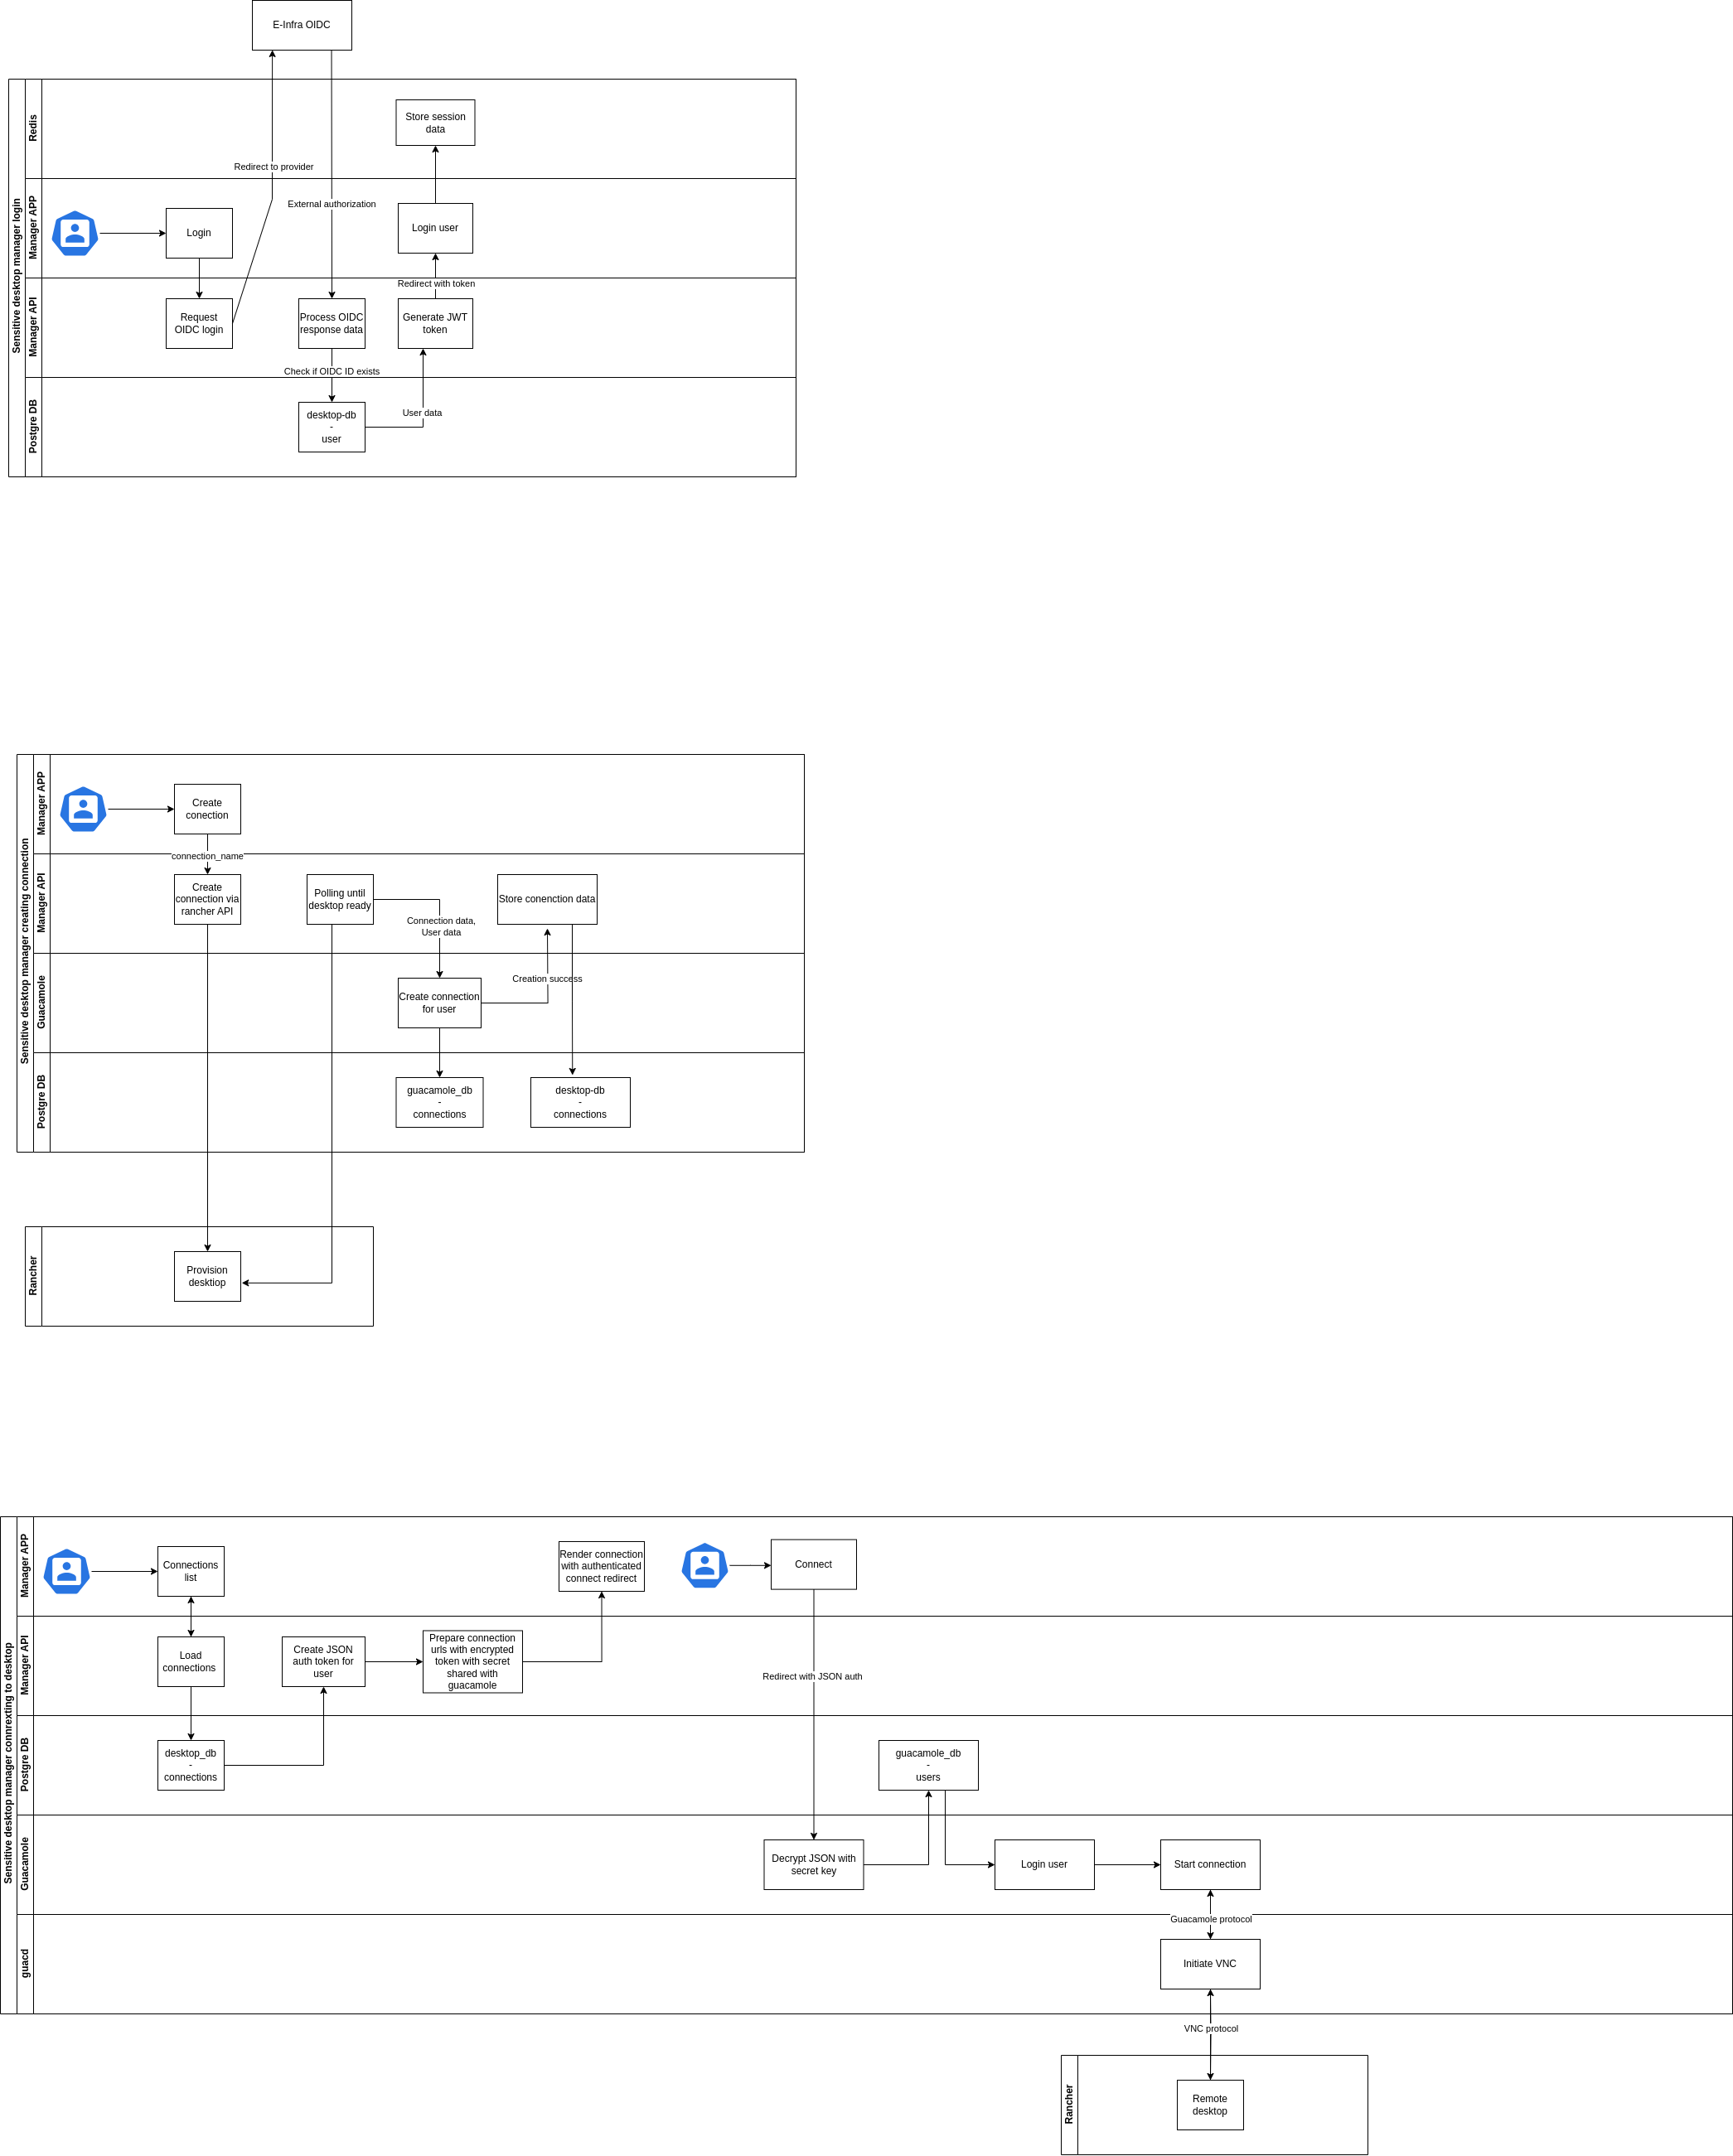 E-Infra OIDC
Sensitive desktop manager login
Redis
Store session
data
Redirect to provider
Manager APP
Login
External authorization
Login user
Manager API
Redirect with token
Request
OIDC login
Process OIDC
response data
Generate JWT
token
Check if OIDC ID exists
Postgre DB
desktop-db
-
user
User data
Sensitive desktop manager creating connection
Manager APP
Create
conection
connection_name
Manager API
Create
connection via
rancher API
Polling until
desktop ready
Store conenction data
Connection data,
User data
Guacamole
Creation success
Create connection
for user
Postgre DB
guacamole_db
-
connections
desktop-db
-
connections
Rancher
Provision
desktiop
Sensitive desktop manager connrexting to desktop
Manager APP
Connections
list
Render connection
with authenticated
connect redirect
Connect
Manager API
Load
connections
Create JSON
auth token for
user
Prepare connection
urls with encrypted
token with secret
shared with
guacamole
Redirect with JSON auth
Postgre DB
desktop_db
-
connections
guacamole_db
-
users
Guacamole
Decrypt JSON with
secret key
Login user
Start connection
Guacamole protocol
guacd
Initiate VNC
VNC protocol
Rancher
Remote
desktop